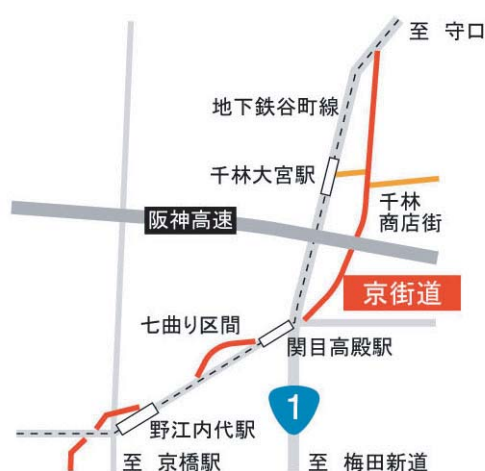 至 守口
地下鉄谷町線
千林大宮駅
千林
商店街
阪神高速
京街道
七曲り区間
関目高殿駅
1
野江内代駅
至 京橋駅
至 梅田新道